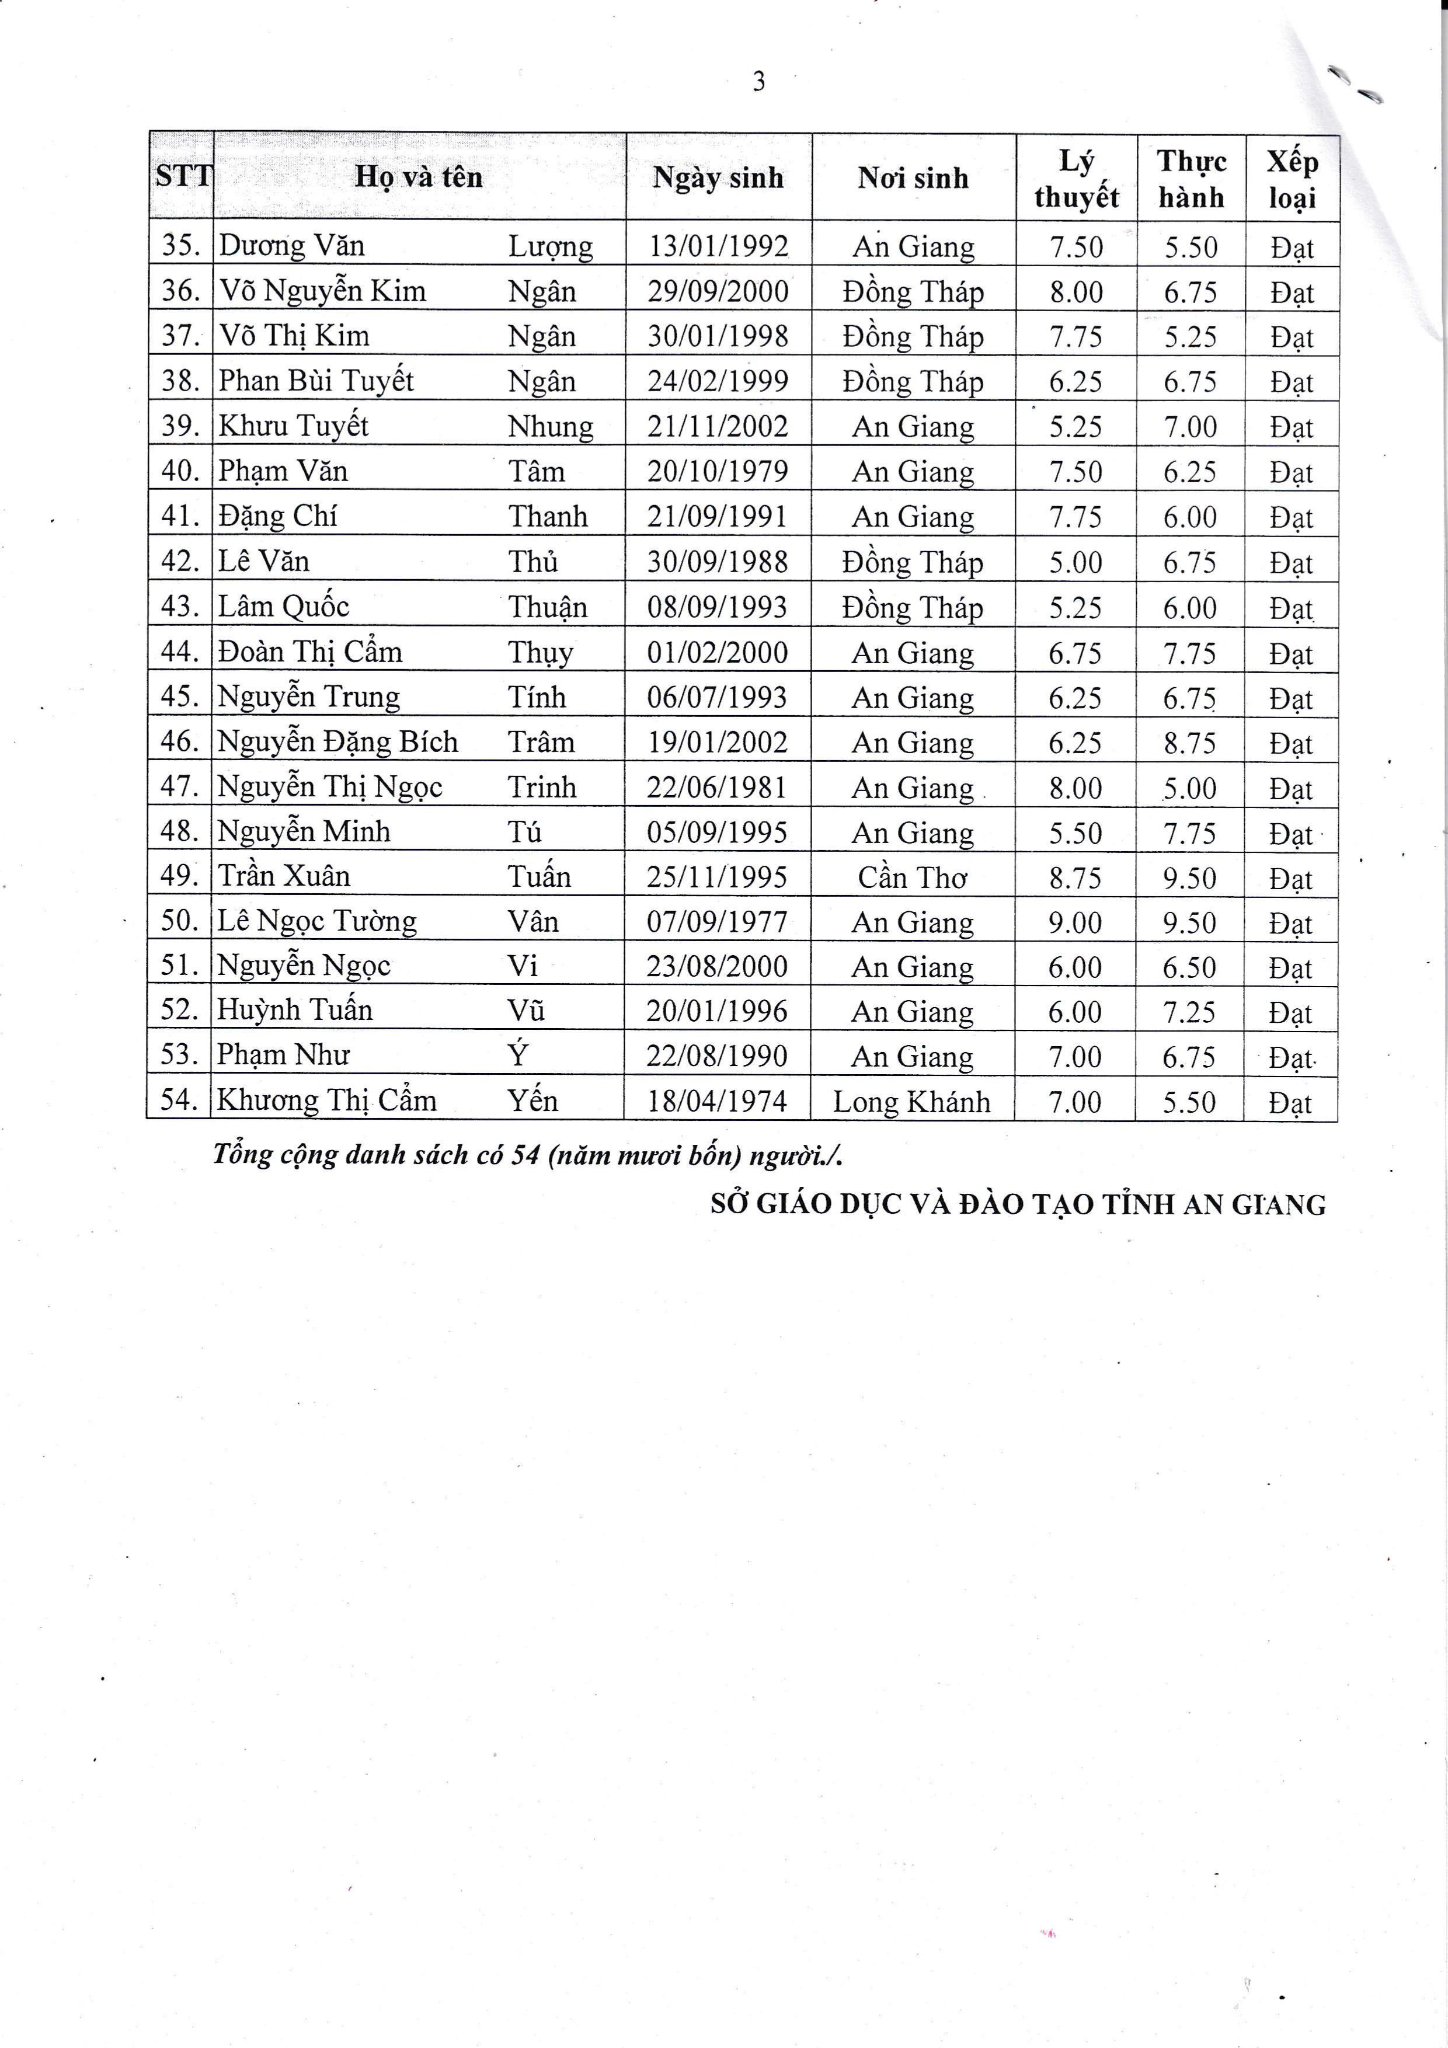 3
STT Họ và tên Ngày sinh Nơi sinh Lý thuyết Thực hành Xếp loại
35. Dương Văn Lượng 13/01/1992 An Giang 7.50 5.50 Đạt
36. Võ Nguyễn Kim Ngân 29/09/2000 Đồng Tháp 8.00 6.75 Đạt
37. Võ Thị Kim Ngân 30/01/1998 Đồng Tháp 7.75 5.25 Đạt
38. Phan Bùi Tuyết Ngân 24/02/1999 Đồng Tháp 6.25 6.75 Đạt
39. Khưu Tuyết Nhung 21/11/2002 An Giang 5.25 7.00 Đạt
40. Phạm Văn Tâm 20/10/1979 An Giang 7.50 6.25 Đạt
41. Đặng Chí Thanh 21/09/1991 An Giang 7.75 6.00 Đạt
42. Lê Văn Thủ 30/09/1988 Đồng Tháp 5.00 6.75 Đạt
43. Lâm Quốc Thuận 08/09/1993 Đồng Tháp 5.25 6.00 Đạt
44. Đoàn Thị Cẩm Thụy 01/02/2000 An Giang 6.75 7.75 Đạt
45. Nguyễn Trung Tính 06/07/1993 An Giang 6.25 6.75 Đạt
46. Nguyễn Đặng Bích Trâm 19/01/2002 An Giang 6.25 8.75 Đạt
47. Nguyễn Thị Ngọc Trinh 22/06/1981 An Giang 8.00 5.00 Đạt
48. Nguyễn Minh Tú 05/09/1995 An Giang 5.50 7.75 Đạt
49. Trần Xuân Tuấn 25/11/1995 Cần Thơ 8.75 9.50 Đạt
50. Lê Ngọc Tường Vân 07/09/1977 An Giang 9.00 9.50 Đạt
51. Nguyễn Ngọc Vi 23/08/2000 An Giang 6.00 6.50 Đạt
52. Huỳnh Tuấn Vũ 20/01/1996 An Giang 6.00 7.25 Đạt
53. Phạm Như Ý 22/08/1990 An Giang 7.00 6.75 Đạt
54. Khương Thị Cẩm Yến 18/04/1974 Long Khánh 7.00 5.50 Đạt
Tổng cộng danh sách có 54 (năm mươi bốn) người./.
SỞ GIÁO DỤC VÀ ĐÀO TẠO TỈNH AN GIANG